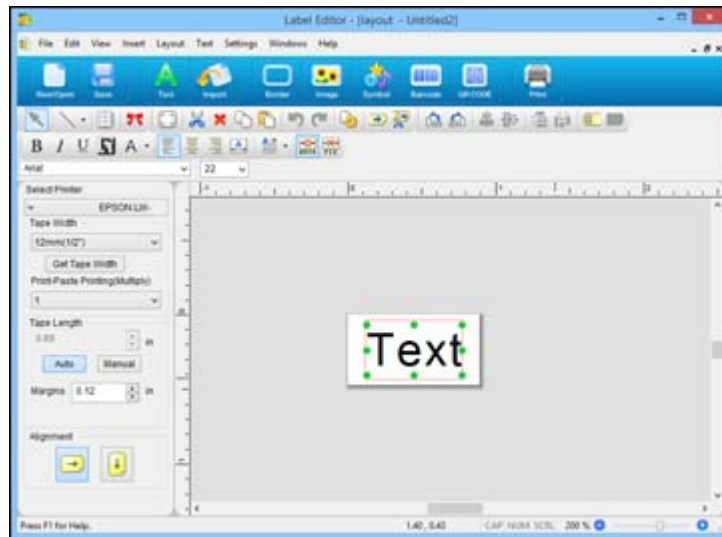 Label Editor - [layout - Untitled2]
File Edit View Insert Layout Text Settings Windows Help
New/Open Save Text Import Border Image Symbol Barcode QR CODE Print
B I U A
Arial 22
Select Printer
EPSON LW-
Tape Width
12mm(1/2")
Get Tape Width
Print-Paste Printing(Multiply)
1
Tape Length
in
Auto Manual
Margins 0.12 in
Alignment
Text
Press F1 for Help. 1.40, 0.43 CAP NUM SCRL 200 %